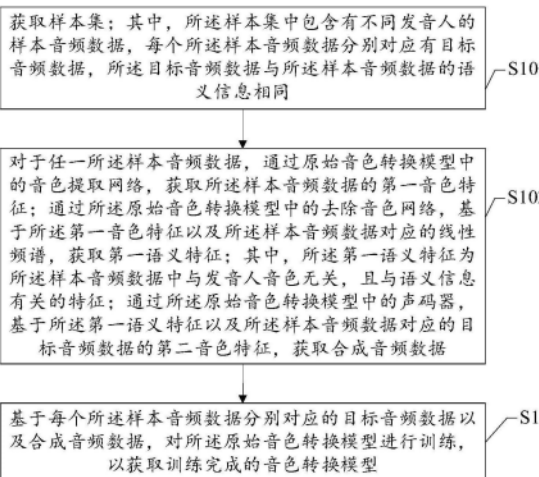 获取样本集；其中，所述样本集中包含有不同发音人的
样本音频数据，每个所述样本音频数据分别对应有目标
音频数据，所述目标音频数据与所述样本音频数据的语
义信息相同
S10
对于任一所述样本音频数据，通过原始音色转换模型中
的音色提取网络，获取所述样本音频数据的第一音色特
征；通过所述原始音色转换模型中的去除音色网络，基
于所述第一音色特征以及所述样本音频数据对应的线性
频谱，获取第一语义特征；其中，所述第一语义特征为
所述样本音频数据中与发音人音色无关，且与语义信息
有关的特征；通过所述原始音色转换模型中的声码器，
基于所述第一语义特征以及所述样本音频数据对应的目
标音频数据的第二音色特征，获取合成音频数据
S102
基于每个所述样本音频数据分别对应的目标音频数据以
及合成音频数据，对所述原始音色转换模型进行训练，
以获取训练完成的音色转换模型
S1